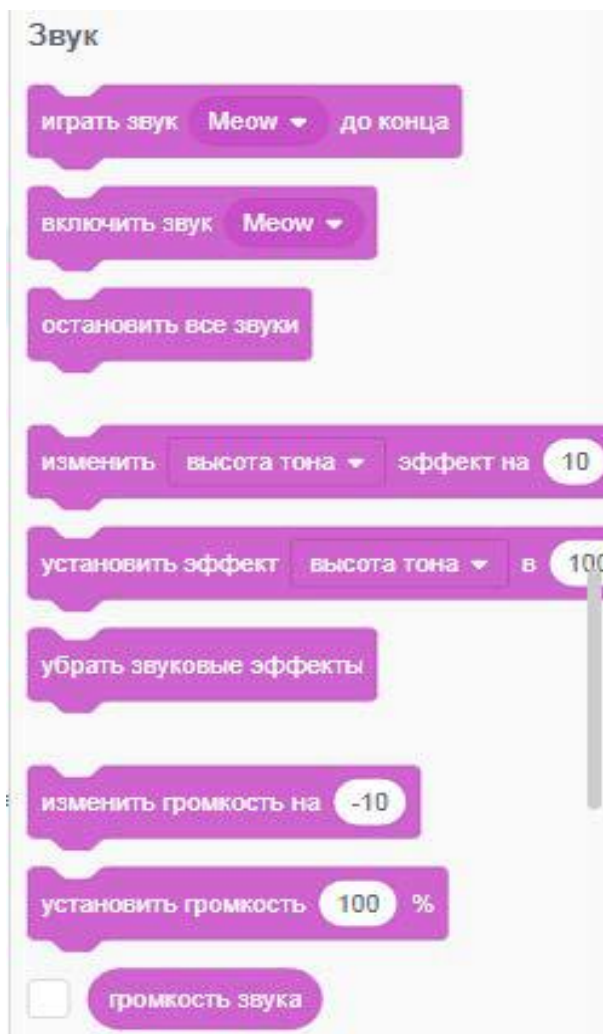 Звук
играть звук Meow до конца
включить звук Meow
остановить все звуки
изменить высота тона эффект на 10
установить эффект высота тона в 100
убрать звуковые эффекты
изменить громкость на -10
установить громкость 100 %
громкость звука